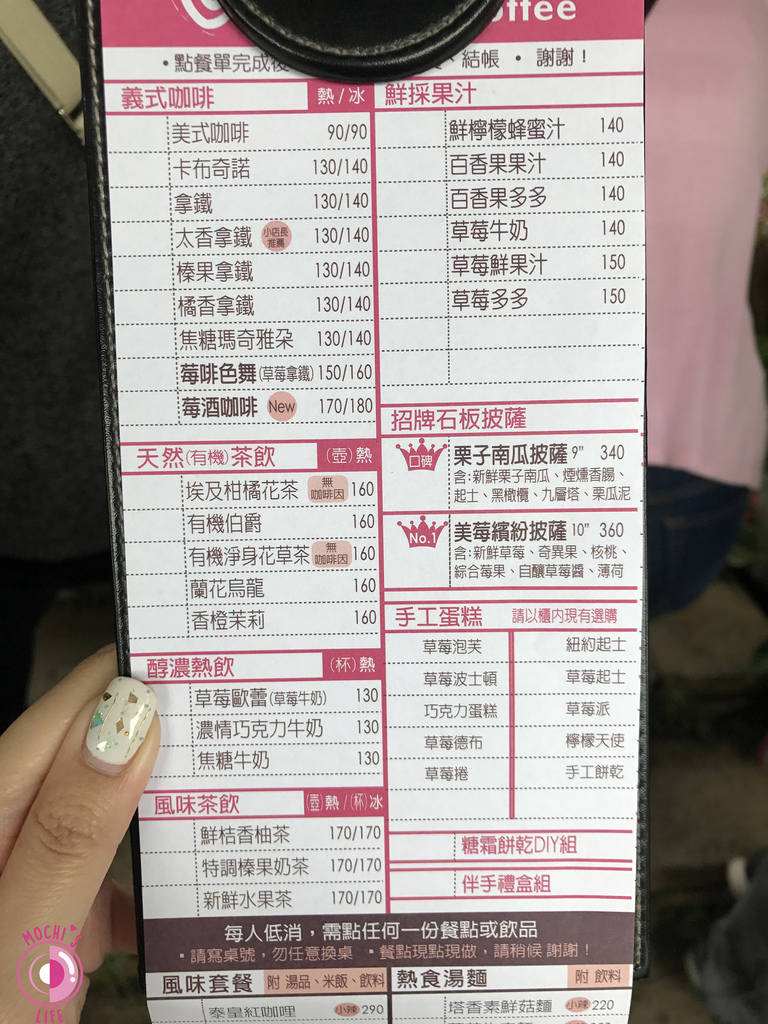 offee
•點餐單完成後
、結帳 • 謝謝！
義式咖啡 熱/冰
美式咖啡 90/90
卡布奇諾 130/140
拿鐵 130/140
太香拿鐵 小店長推薦 130/140
榛果拿鐵 130/140
橘香拿鐵 130/140
焦糖瑪奇雅朵 130/140
莓啡色舞(草莓拿鐵) 150/160
莓酒咖啡 New 170/180
天然(有機)茶飲 (壺)熱
埃及柑橘花茶 無咖啡因 160
有機伯爵 160
有機淨身花草茶 無咖啡因 160
蘭花烏龍 160
香橙茉莉 160
醇濃熱飲 (杯)熱
草莓歐蕾(草莓牛奶) 130
濃情巧克力牛奶 130
焦糖牛奶 130
風味茶飲 (壺)熱/(杯)冰
鮮桔香柚茶 170/170
特調榛果奶茶 170/170
新鮮水果茶 170/170
鮮採果汁
鮮檸檬蜂蜜汁 140
百香果果汁 140
百香果多多 140
草莓牛奶 140
草莓鮮果汁 150
草莓多多 150
招牌石板披薩
口碑 栗子南瓜披薩 9" 340
含:新鮮栗子南瓜、煙燻香腸、
起士、黑橄欖、九層塔、栗瓜泥
No.1 美莓繽紛披薩 10" 360
含:新鮮草莓、奇異果、核桃、
綜合莓果、自釀草莓醬、薄荷
手工蛋糕 請以櫃內現有選購
草莓泡芙 紐約起士
草莓波士頓 草莓起士
巧克力蛋糕 草莓派
草莓德布 檸檬天使
草莓捲 手工餅乾
糖霜餅乾DIY組
伴手禮盒組
每人低消，需點任何一份餐點或飲品
•請寫桌號，勿任意換桌 •餐點現點現做，請稍候 謝謝！
風味套餐 附 湯品、米飯、飲料
泰皇紅咖哩 小辣 290
熱食湯麵 附 飲料
塔香素鮮菇麵 小辣 220
MOCHI'S
LIFE